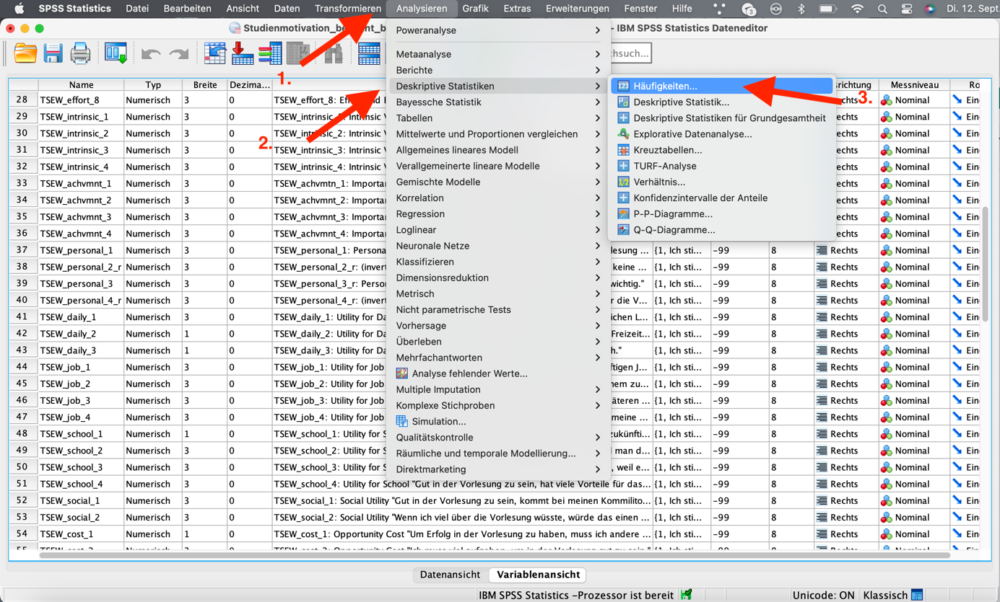 SPSS Statistics Datei Bearbeiten Ansicht Daten Transformieren Analysieren Grafik Extras Erweiterungen Fenster Hilfe 3 Di. 12. Sept.
Studienmotivation_be – IBM SPSS Statistics Dateneditor
hsuch...
1.
2.
3.
Poweranalyse
Metaanalyse
Berichte
Deskriptive Statistiken
Bayessche Statistik
Tabellen
Mittelwerte und Proportionen vergleichen
Allgemeines lineares Modell
Verallgemeinerte lineare Modelle
Gemischte Modelle
Korrelation
Regression
Loglinear
Neuronale Netze
Klassifizieren
Dimensionsreduktion
Metrisch
Nicht parametrische Tests
Vorhersage
Überleben
Mehrfachantworten
Analyse fehlender Werte...
Multiple Imputation
Komplexe Stichproben
Simulation...
Qualitätskontrolle
Räumliche und temporale Modellierung...
Direktmarketing
Häufigkeiten...
Deskriptive Statistik...
Deskriptive Statistiken für Grundgesamtheit
Explorative Datenanalyse...
Kreuztabellen...
TURF-Analyse
Verhältnis...
Konfidenzintervalle der Anteile
P-P-Diagramme...
Q-Q-Diagramme...
Name Typ Breite Dezima... srichtung Messniveau Ro
28 TSEW_effort_8 Numerisch 3 0 TSEW_effort_8: chts Nominal Ein
29 TSEW_intrinsic_1 Numerisch 3 0 TSEW_intrinsic_1: chts Nominal Ein
30 TSEW_intrinsic_2 Numerisch 3 0 TSEW_intrinsic_2: Intrinsic V chts Nominal Ein
31 TSEW_intrinsic_3 Numerisch 3 0 TSEW_intrinsic_3: Intrinsic V chts Nominal Ein
32 TSEW_intrinsic_4 Numerisch 3 0 TSEW_intrinsic_4: Intrinsic V chts Nominal Ein
33 TSEW_achvmnt_1 Numerisch 3 0 TSEW_achvmtn_1: Importan chts Nominal Ein
34 TSEW_achvmnt_2 Numerisch 3 0 TSEW_achvmnt_2: Importan chts Nominal Ein
35 TSEW_achvmnt_3 Numerisch 3 0 TSEW_achvmnt_3: Importan chts Nominal Ein
36 TSEW_achvmnt_4 Numerisch 3 0 TSEW_achvmnt_4: Importan chts Nominal Ein
37 TSEW_personal_1 Numerisch 3 0 TSEW_personal_1: Persona lesung ... {1, Ich sti... -99 8 Rechts Nominal Ein
38 TSEW_personal_2_r Numerisch 3 0 TSEW_personal_2_r: (invert keine ... {1, Ich sti... -99 8 Rechts Nominal Ein
39 TSEW_personal_3 Numerisch 3 0 TSEW_personal_3_r: Person wichtig." {1, Ich sti... -99 8 Rechts Nominal Ein
40 TSEW_personal_4_r Numerisch 3 0 TSEW_personal_4_r: (invert r die V... {1, Ich sti... -99 8 Rechts Nominal Ein
41 TSEW_daily_1 Numerisch 3 0 TSEW_daily_1: Utility for Da lichen L... {1, Ich sti... -99 8 Rechts Nominal Ein
42 TSEW_daily_2 Numerisch 1 0 TSEW_daily_2: Utility for Da Freizeit... {1, Ich sti... -99 8 Rechts Nominal Ein
43 TSEW_daily_3 Numerisch 1 0 TSEW_daily_3: Utility for Da h." {1, Ich sti... -99 8 Rechts Nominal Ein
44 TSEW_job_1 Numerisch 3 0 TSEW_job_1: Utility for Job ftigen J... {1, Ich sti... -99 8 Rechts Nominal Ein
45 TSEW_job_2 Numerisch 3 0 TSEW_job_2: Utility for Job nem zu... {1, Ich sti... -99 8 Rechts Nominal Ein
46 TSEW_job_3 Numerisch 3 0 TSEW_job_3: Utility for Job äteren ... {1, Ich sti... -99 8 Rechts Nominal Ein
47 TSEW_job_4 Numerisch 3 0 TSEW_job_4: Utility for Job meine ... {1, Ich sti... -99 8 Rechts Nominal Ein
48 TSEW_school_1 Numerisch 1 0 TSEW_school_1: Utility for S zukünfti... {1, Ich sti... -99 8 Rechts Nominal Ein
49 TSEW_school_2 Numerisch 3 0 TSEW_school_2: Utility for S man d... {1, Ich sti... -99 8 Rechts Nominal Ein
50 TSEW_school_3 Numerisch 3 0 TSEW_school_3: Utility for S , weil e... {1, Ich sti... -99 8 Rechts Nominal Ein
51 TSEW_school_4 Numerisch 3 0 TSEW_school_4: Utility for School "Gut in der Vorlesung zu sein, hat viele Vorteile für das... {1, Ich sti... -99 8 Rechts Nominal Ein
52 TSEW_social_1 Numerisch 3 0 TSEW_social_1: Social Utility "Gut in der Vorlesung zu sein, kommt bei meinen Kommilito... {1, Ich sti... -99 8 Rechts Nominal Ein
53 TSEW_social_2 Numerisch 3 0 TSEW_social_2: Social Utility "Wenn ich viel über die Vorlesung wüsste, würde das einen ... {1, Ich sti... -99 8 Rechts Nominal Ein
54 TSEW_cost_1 Numerisch 1 0 TSEW_cost_1: Opportunity Cost "Um Erfolg in der Vorlesung zu haben, muss ich andere ... {1, Ich sti... -99 8 Rechts Nominal Ein
Datenansicht Variablenansicht
IBM SPSS Statistics -Prozessor ist bereit Unicode: ON Klassisch